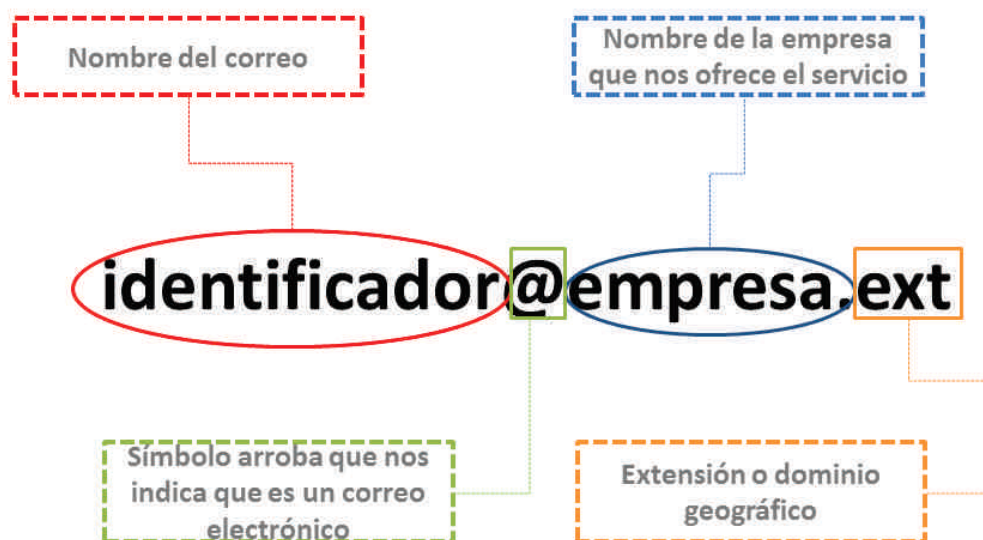 Nombre del correo
Nombre de la empresa
que nos ofrece el servicio
identificador@empresa.ext
Símbolo arroba que nos
indica que es un correo
electrónico
Extensión o dominio
geográfico